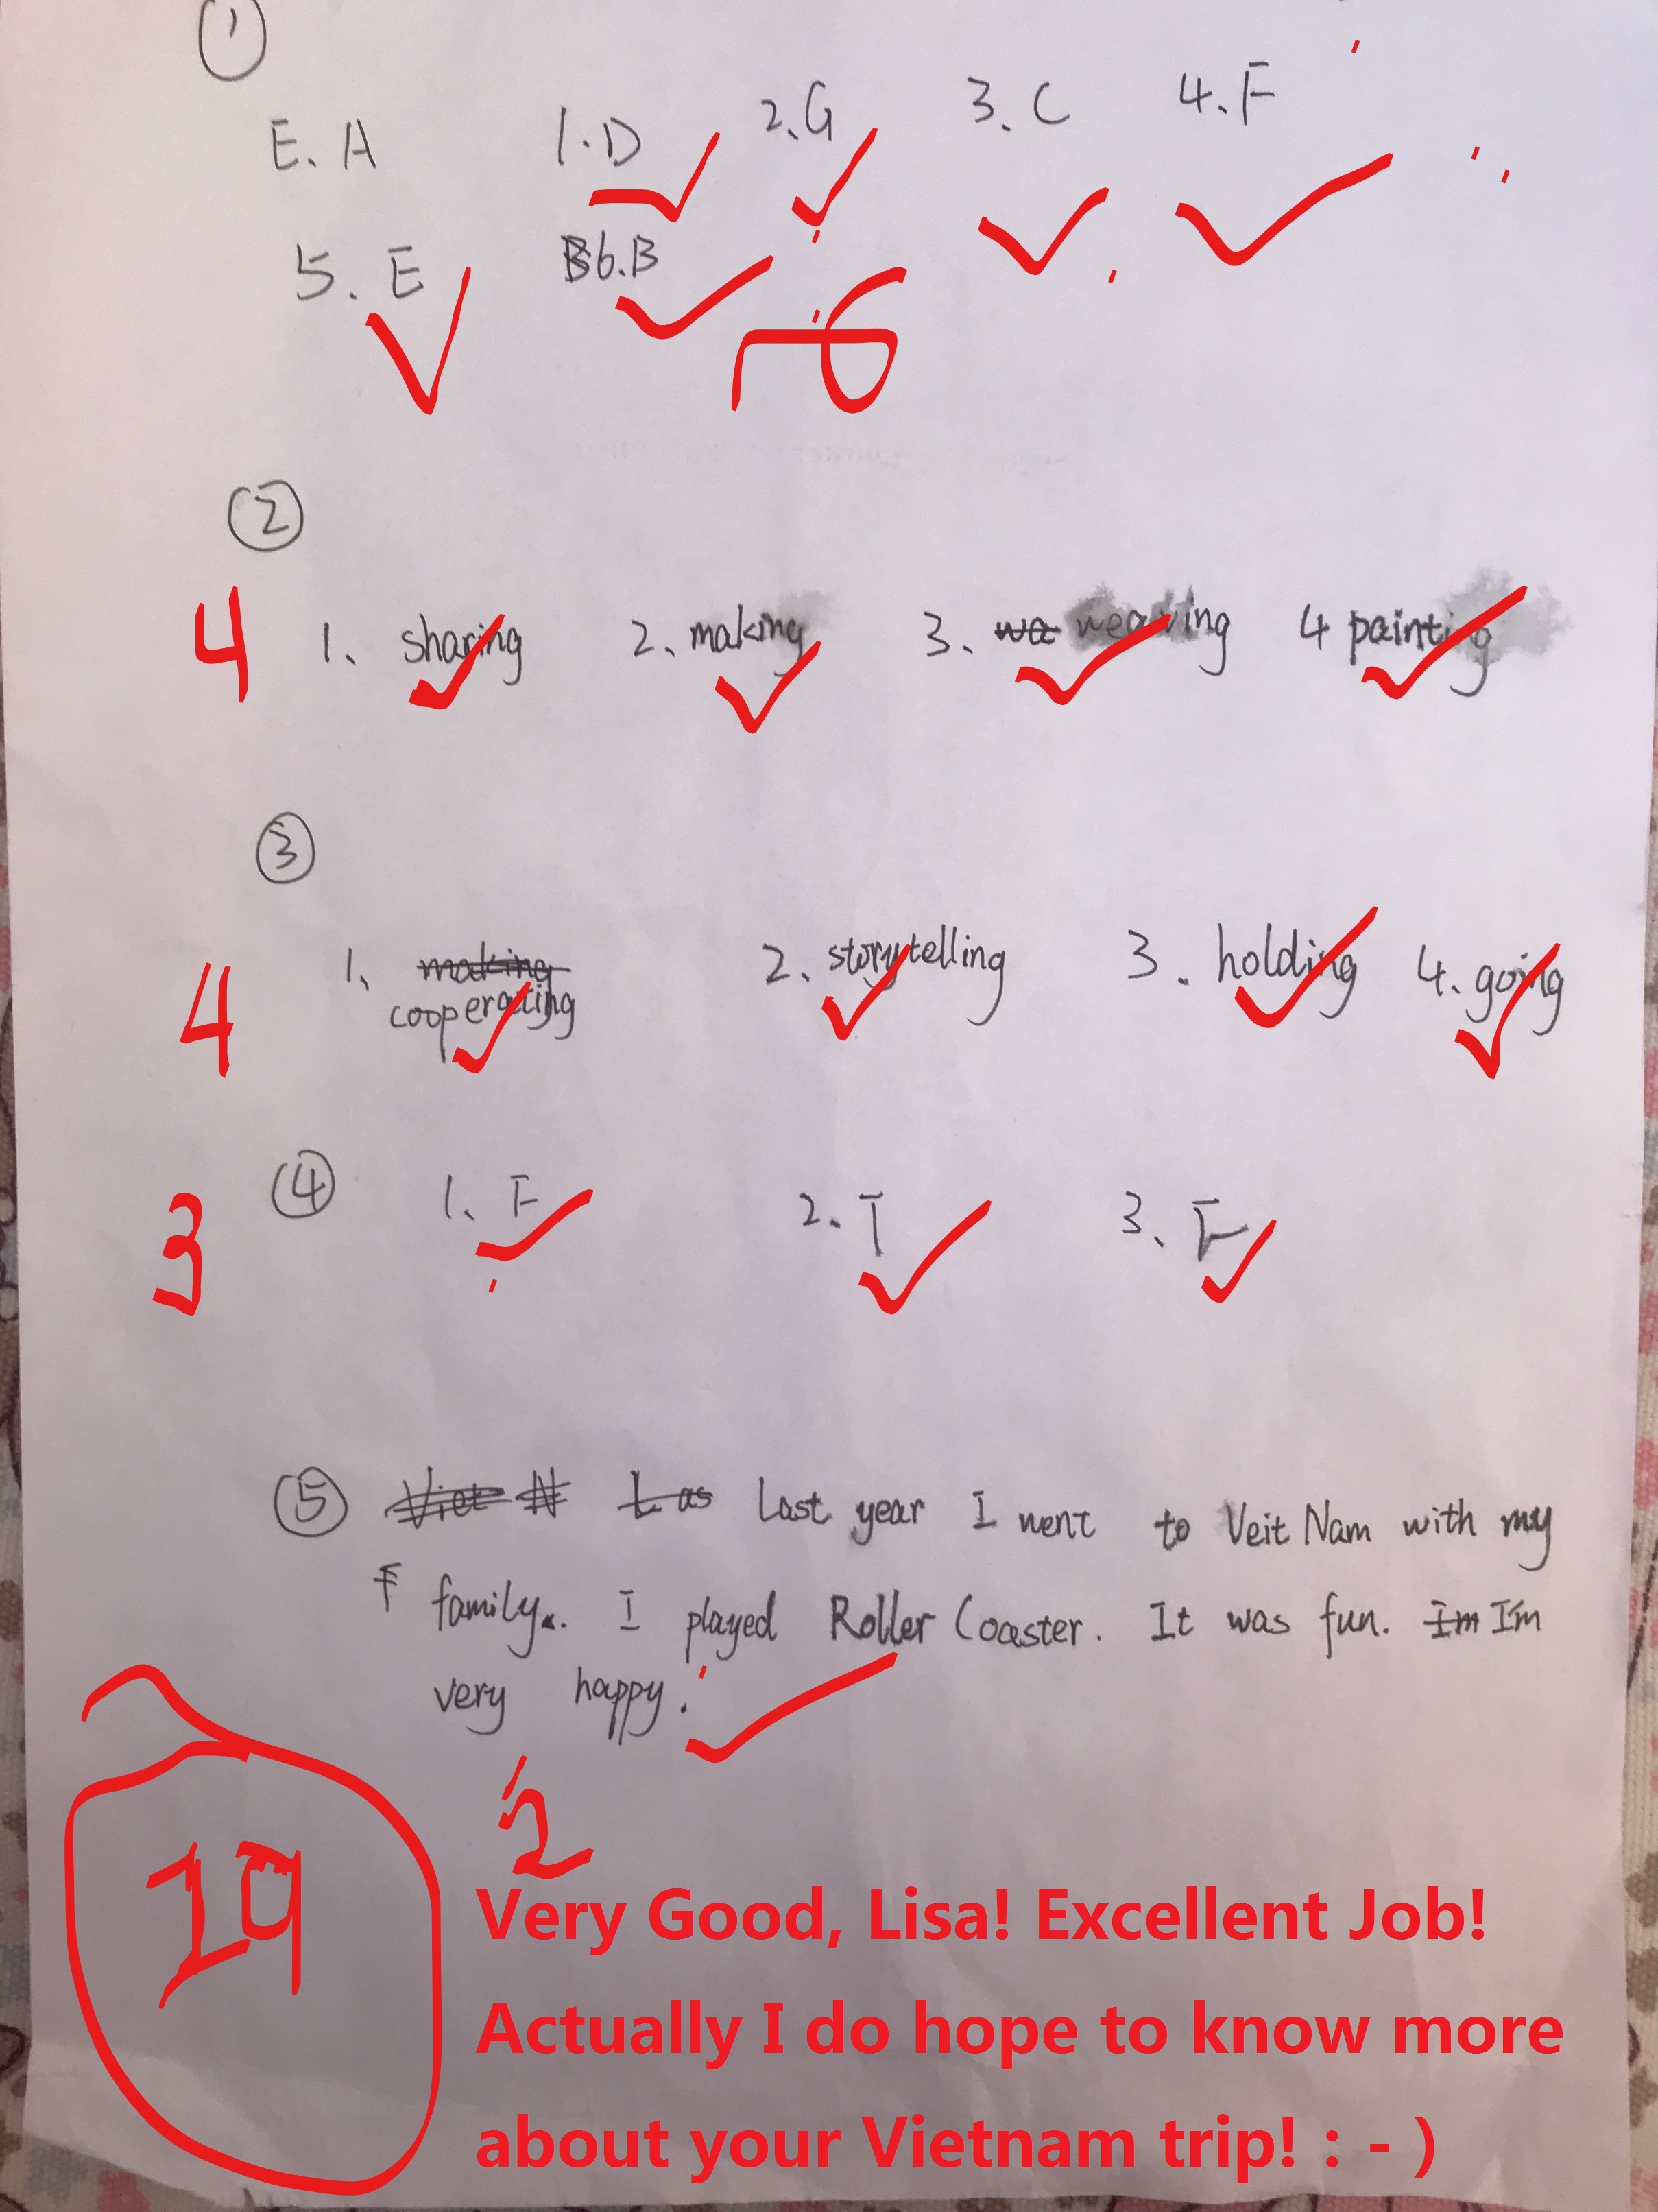 ①
E. A 1. D 2. G 3. C 4. F
5. E B6. B
6
②
4 1、 sharing 2、 making 3、 wa weaving 4 painting
③
1、 making 2、 storytelling 3. holding 4. going
4 cooperating
④ 1、 F 2、 T 3、 F
3
⑤ Viet N Las Last year I went to Veit Nam with my
F family. I played Roller Coaster. It was fun. Im I'm
very happy.
2
19
Very Good, Lisa! Excellent Job!
Actually I do hope to know more
about your Vietnam trip! : - )